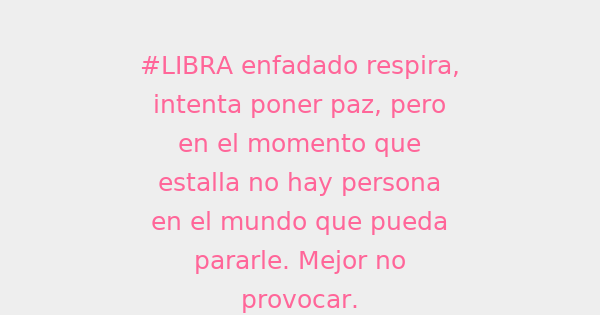 #LIBRA enfadado respira,
intenta poner paz, pero
en el momento que
estalla no hay persona
en el mundo que pueda
pararle. Mejor no
provocar.